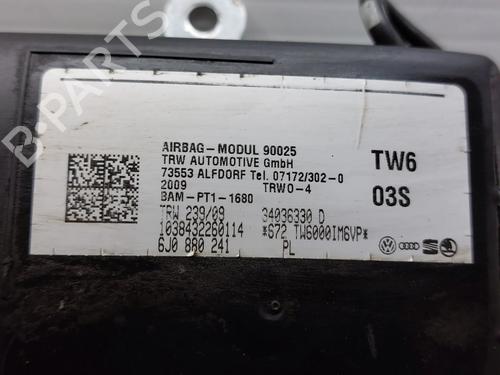 B-PARTS
AIRBAG-MODUL 90025
TRW AUTOMOTIVE GmbH
73553 ALFDORF Tel. 07172/302-0
2009 TRWO-4
BAM-PT1-1680
TRW 239/09 34036330 D
1038432260114 *672 TW6000IM6VP*
6J0 880 241 PL
TW6
03S